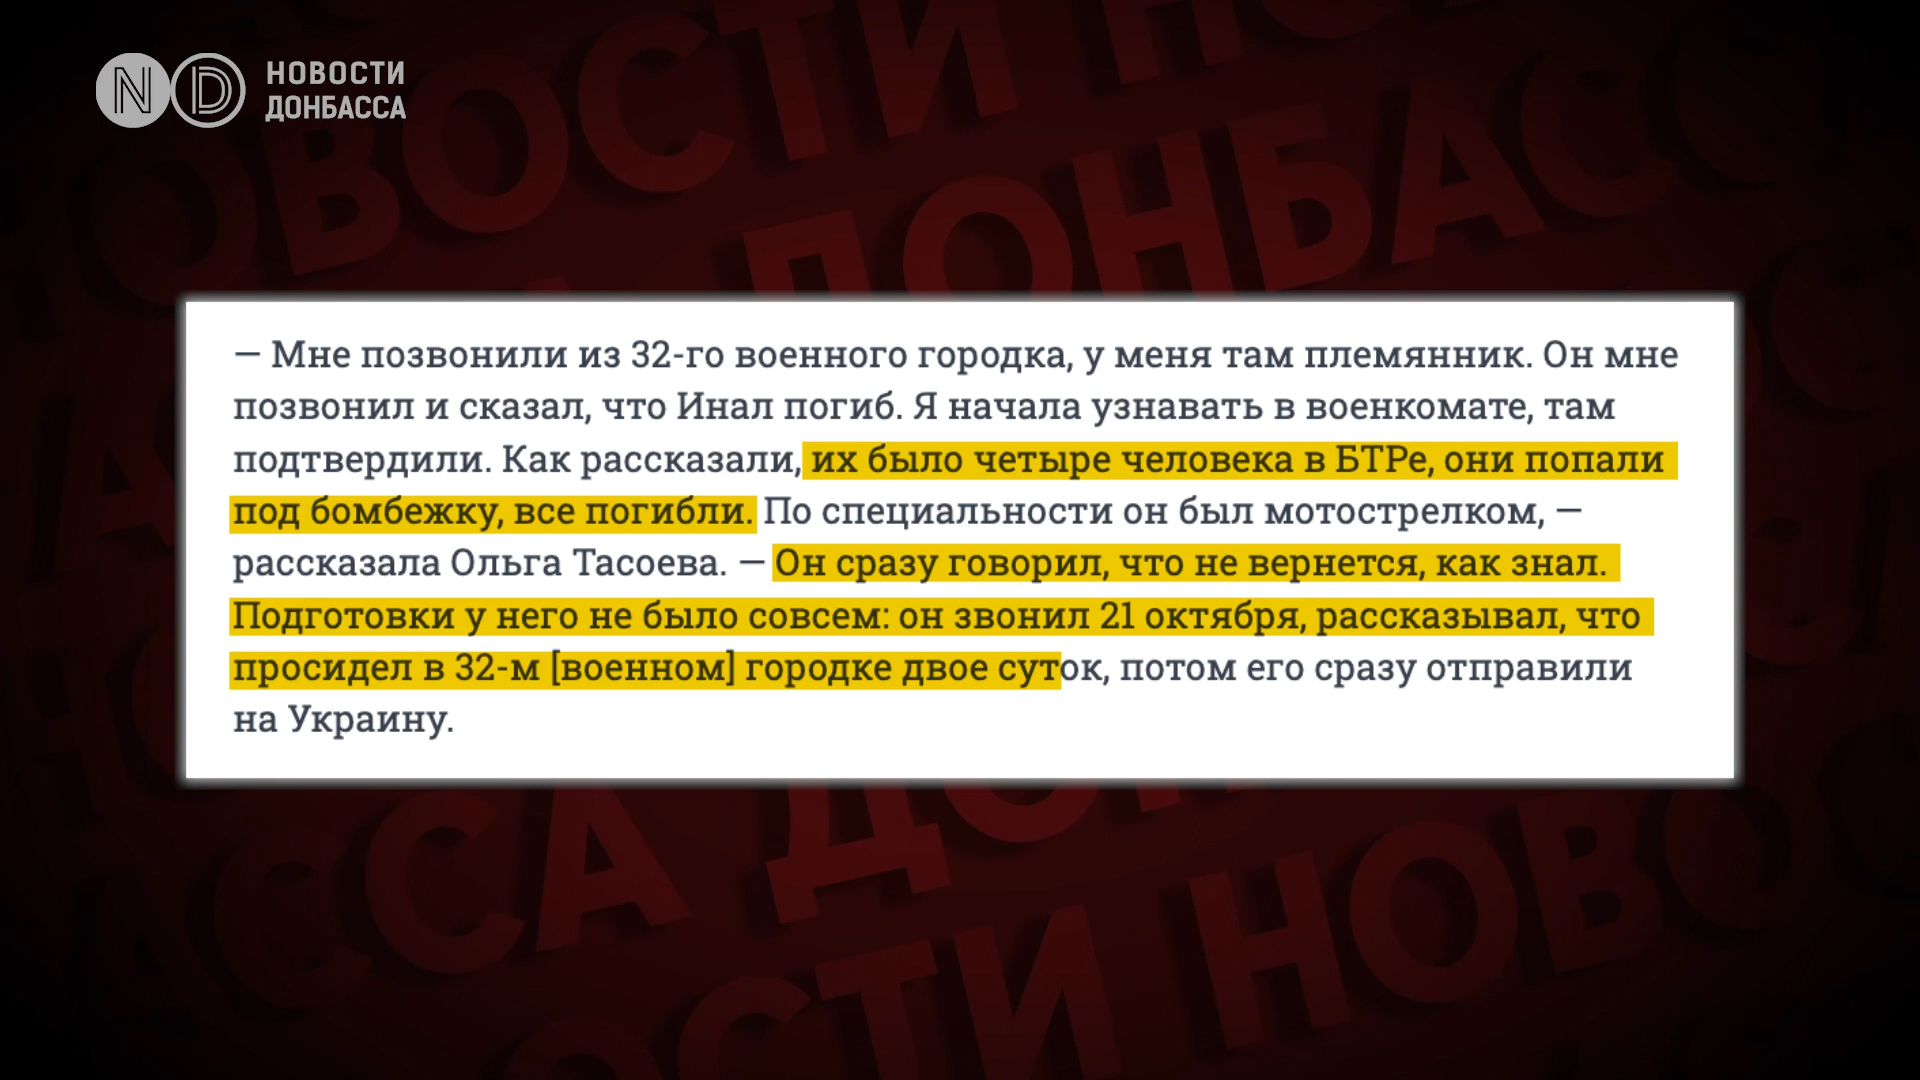 НОВОСТИ
ДОНБАССА
— Мне позвонили из 32-го военного городка, у меня там племянник. Он мне
позвонил и сказал, что Инал погиб. Я начала узнавать в военкомате, там
подтвердили. Как рассказали, их было четыре человека в БТРе, они попали
под бомбежку, все погибли. По специальности он был мотострелком, —
рассказала Ольга Тасоева. — Он сразу говорил, что не вернется, как знал.
Подготовки у него не было совсем: он звонил 21 октября, рассказывал, что
просидел в 32-м [военном] городке двое суток, потом его сразу отправили
на Украину.